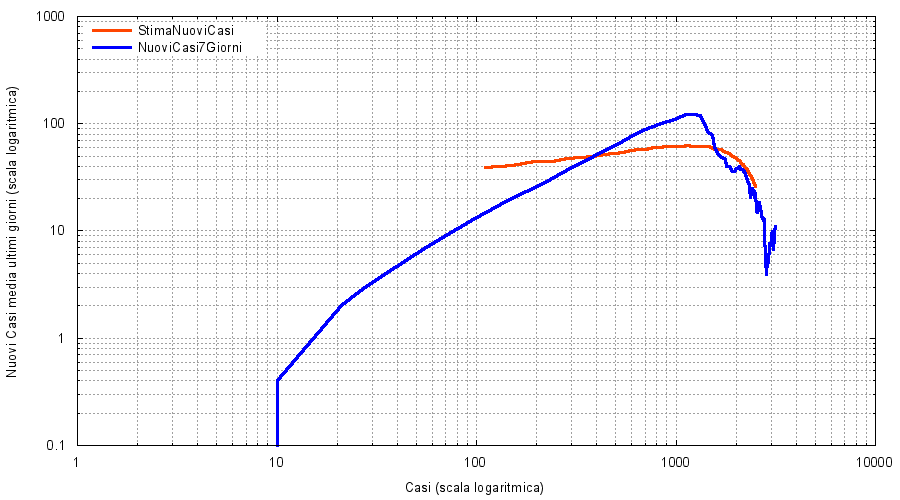 1000
StimaNuoviCasi
NuoviCasi7Giorni
100
10
1
0.1
Nuovi Casi media ultimi giorni (scala logaritmica)
1 10 100 1000 10000
Casi (scala logaritmica)